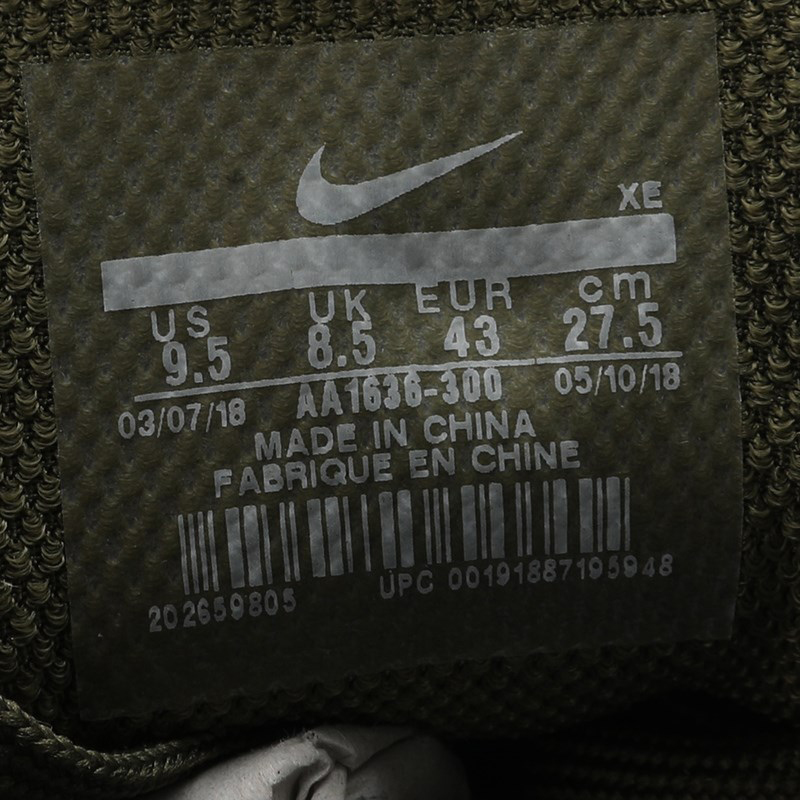 XE
US UK EUR cm
9.5 8.5 43 27.5
03/07/18 AA1636-300 05/10/18
MADE IN CHINA
FABRIQUE EN CHINE
202659805 UPC 00191887195948